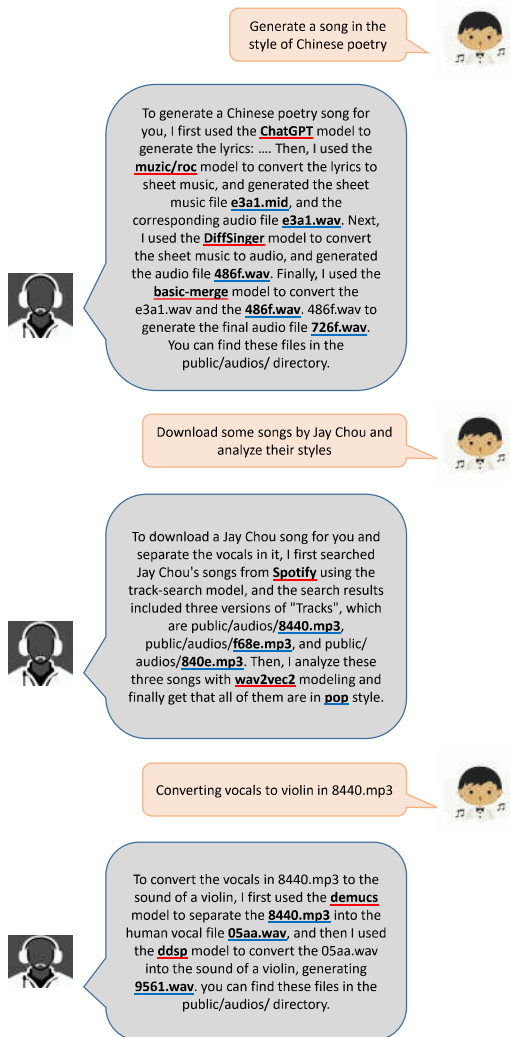 Generate a song in the
style of Chinese poetry
To generate a Chinese poetry song for
you, I first used the ChatGPT model to
generate the lyrics: .... Then, I used the
muzic/roc model to convert the lyrics to
sheet music, and generated the sheet
music file e3a1.mid, and the
corresponding audio file e3a1.wav. Next,
I used the DiffSinger model to convert
the sheet music to audio, and generated
the audio file 486f.wav. Finally, I used the
basic-merge model to convert the
e3a1.wav and the 486f.wav. 486f.wav to
generate the final audio file 726f.wav.
You can find these files in the
public/audios/ directory.
Download some songs by Jay Chou and
analyze their styles
To download a Jay Chou song for you and
separate the vocals in it, I first searched
Jay Chou's songs from Spotify using the
track-search model, and the search results
included three versions of "Tracks", which
are public/audios/8440.mp3,
public/audios/f68e.mp3, and public/
audios/840e.mp3. Then, I analyze these
three songs with wav2vec2 modeling and
finally get that all of them are in pop style.
Converting vocals to violin in 8440.mp3
To convert the vocals in 8440.mp3 to the
sound of a violin, I first used the demucs
model to separate the 8440.mp3 into the
human vocal file 05aa.wav, and then I used
the ddsp model to convert the 05aa.wav
into the sound of a violin, generating
9561.wav. you can find these files in the
public/audios/ directory.